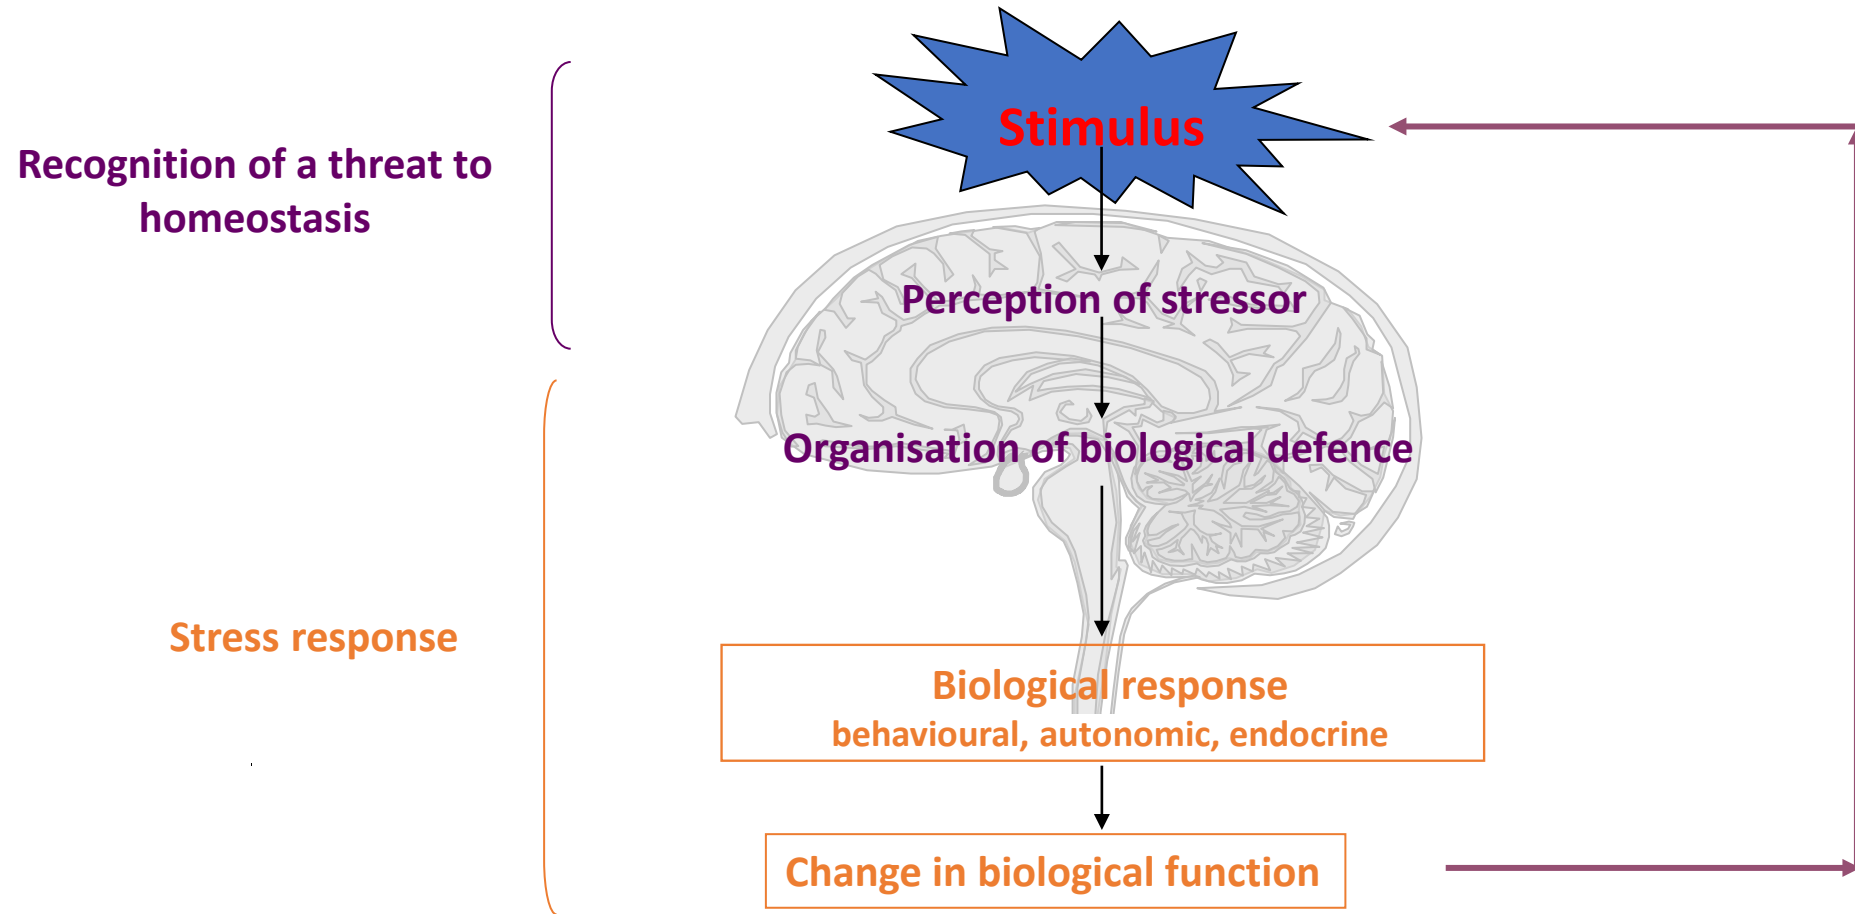 Stimulus
Recognition of a threat to
homeostasis
Perception of stressor
Organisation of biological defence
Stress response
Biological response
behavioural, autonomic, endocrine
Change in biological function